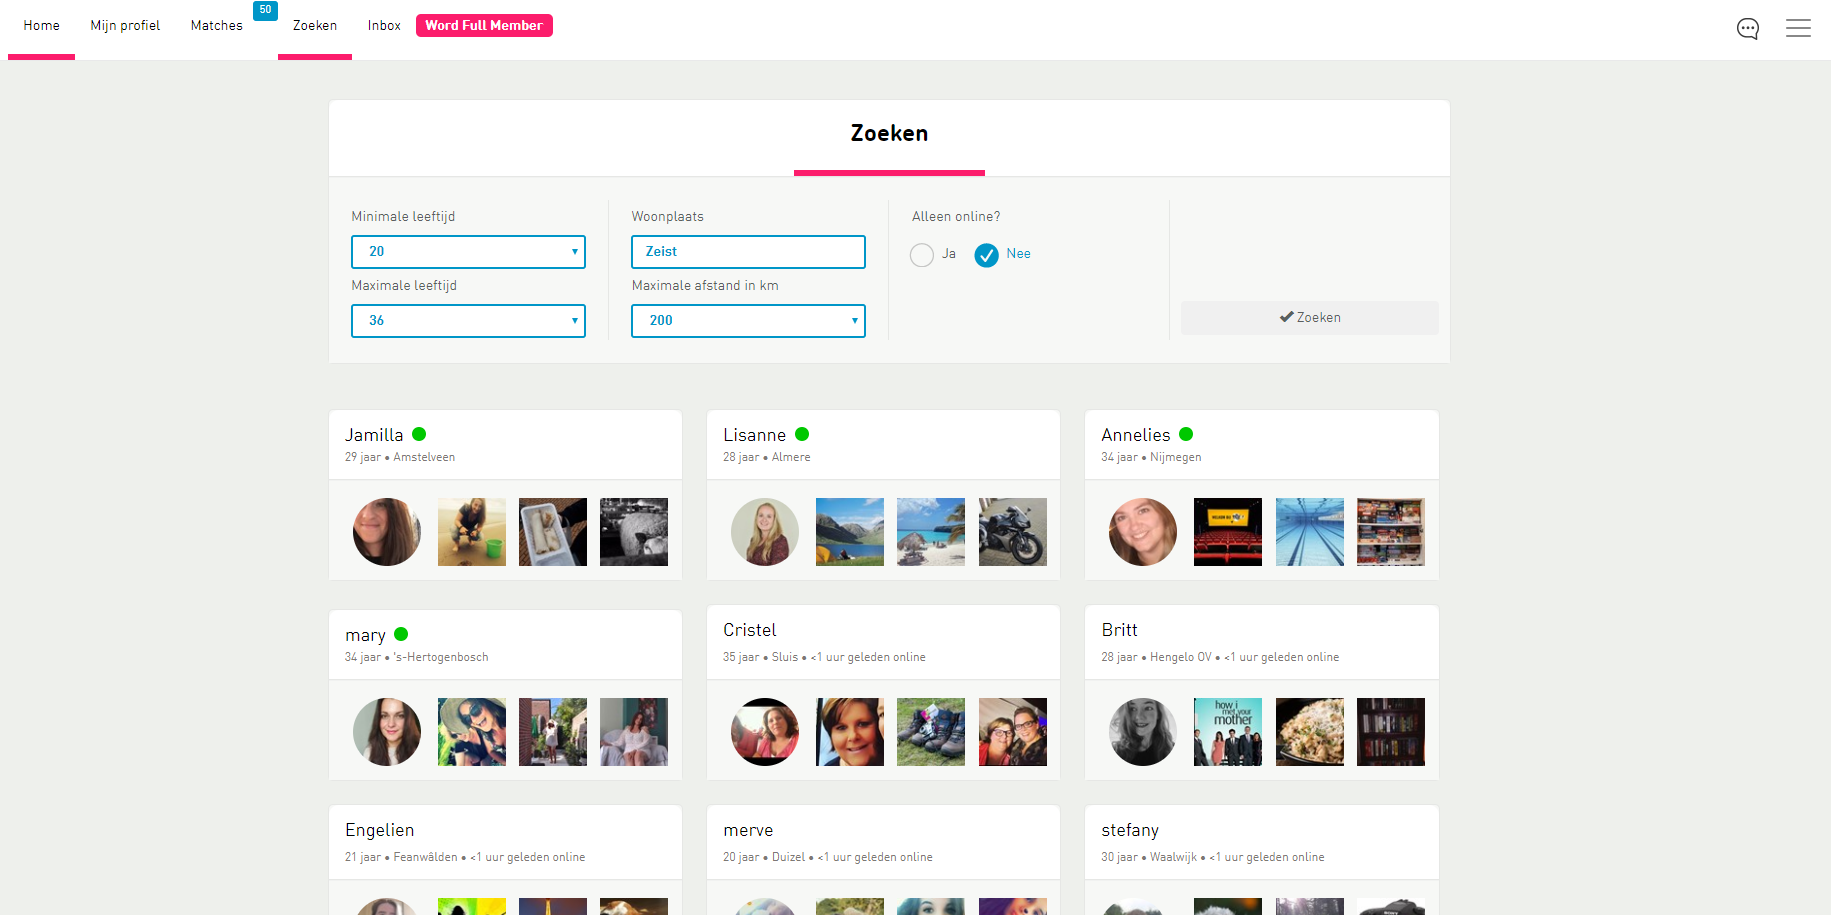 50
Home Mijn profiel Matches Zoeken Inbox Word Full Member
Zoeken
Minimale leeftijd
20
Maximale leeftijd
36
Woonplaats
Zeist
Maximale afstand in km
200
Alleen online?
Ja Nee
Zoeken
Jamilla
29 jaar • Amstelveen
Lisanne
28 jaar • Almere
Annelies
34 jaar • Nijmegen
mary
34 jaar • 's-Hertogenbosch
Cristel
35 jaar • Sluis • <1 uur geleden online
Britt
28 jaar • Hengelo OV • <1 uur geleden online
how i
met your
mother
Engelien
21 jaar • Feanwâlden • <1 uur geleden online
merve
20 jaar • Duizel • <1 uur geleden online
stefany
30 jaar • Waalwijk • <1 uur geleden online
SONY